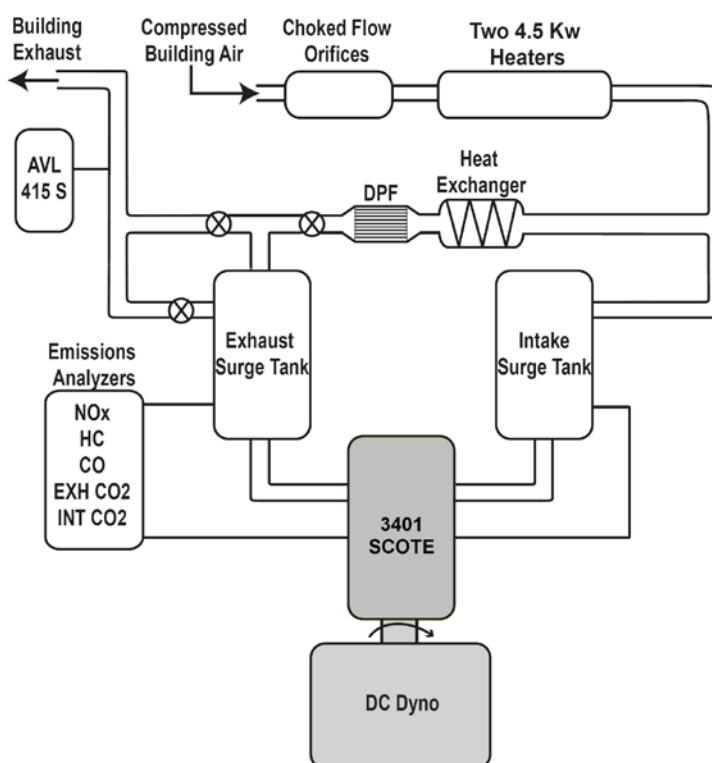 Building
Exhaust
Compressed
Building Air
Choked Flow
Orifices
Two 4.5 Kw
Heaters
AVL
415 S
DPF
Heat
Exchanger
Exhaust
Surge Tank
Intake
Surge Tank
Emissions
Analyzers
NOx
HC
CO
EXH CO2
INT CO2
3401
SCOTE
DC Dyno